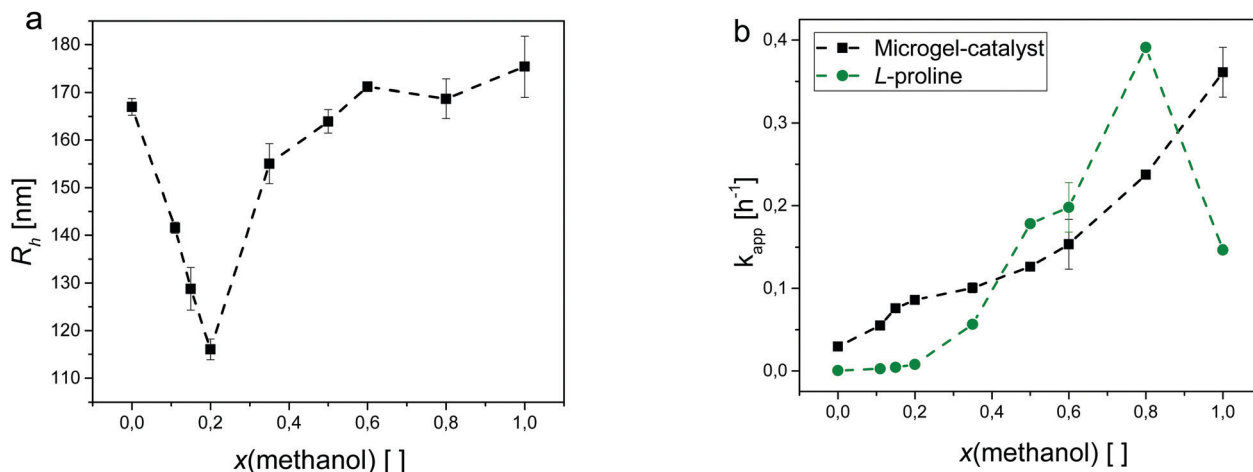 a
180
170
160
150
140
130
120
110
R_h [nm]
0,0 0,2 0,4 0,6 0,8 1,0
x(methanol) [ ]
b
Microgel-catalyst
L-proline
0,4
0,3
0,2
0,1
0,0
k_app [h⁻¹]
0,0 0,2 0,4 0,6 0,8 1,0
x(methanol) [ ]